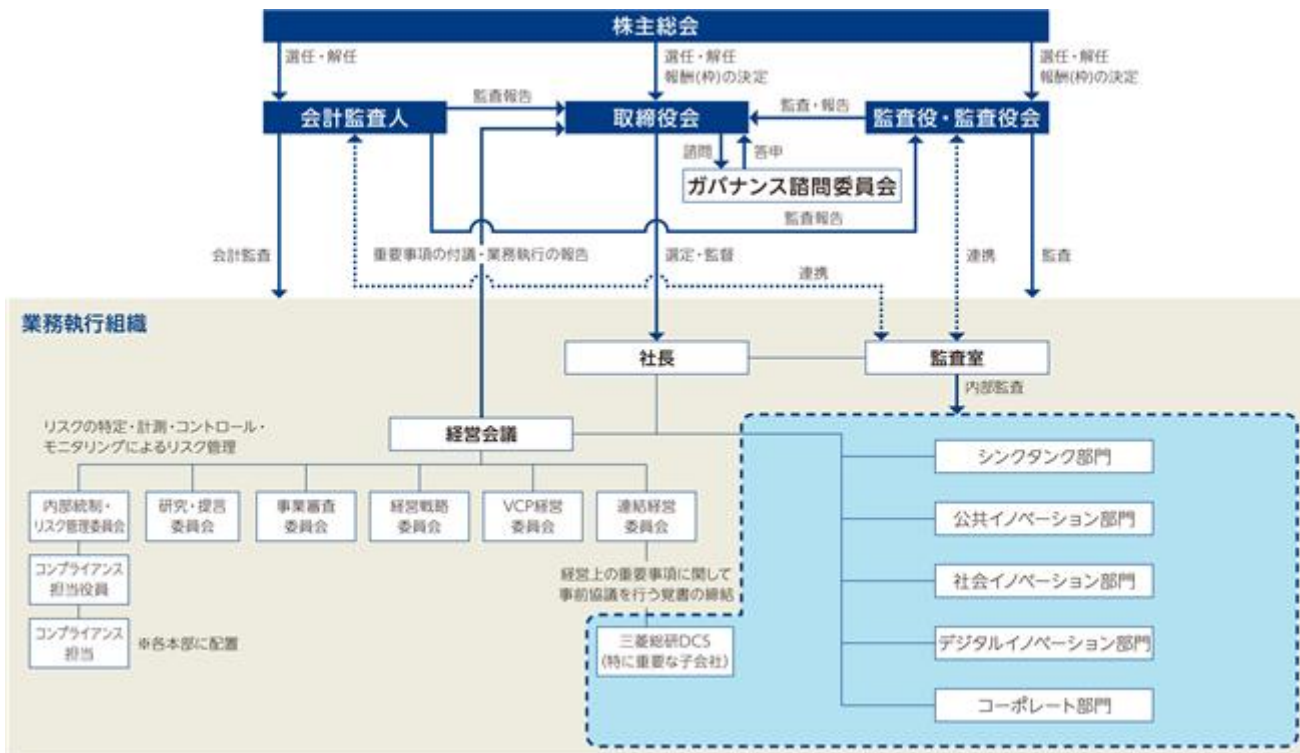 株主総会
選任・解任
選任・解任
報酬(枠)の決定
選任・解任
報酬(枠)の決定
会計監査人
監査報告
取締役会
監査・報告
監査役・監査役会
諮問
答申
ガバナンス諮問委員会
監査報告
会計監査
重要事項の付議・業務執行の報告
選定・監督
連携
連携
監査
業務執行組織
社長
監査室
内部監査
リスクの特定・計測・コントロール・
モニタリングによるリスク管理
経営会議
シンクタンク部門
内部統制・
リスク管理委員会
研究・提言
委員会
事業審査
委員会
経営戦略
委員会
VCP経営
委員会
連結経営
委員会
公共イノベーション部門
コンプライアンス
担当役員
経営上の重要事項に関して
事前協議を行う覚書の締結
社会イノベーション部門
コンプライアンス
担当
※各本部に配置
三菱総研DCS
(特に重要な子会社)
デジタルイノベーション部門
コーポレート部門